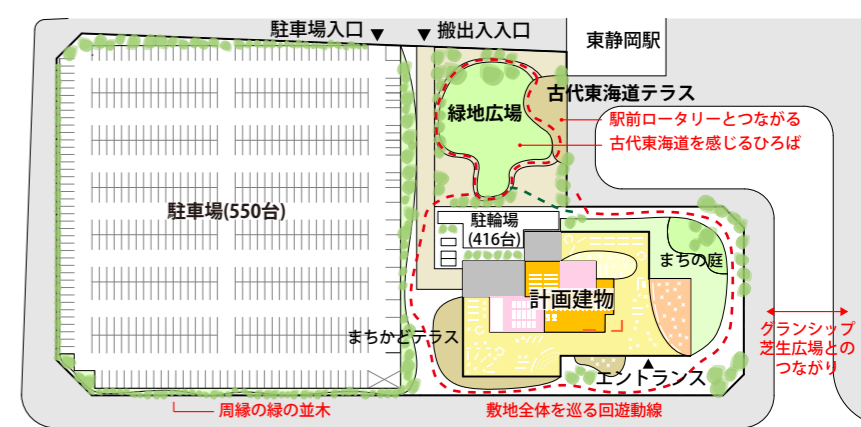 駐車場入口
搬出入入口
東静岡駅
古代東海道テラス
緑地広場
駅前ロータリーとつながる
古代東海道を感じるひろば
駐車場(550台)
駐輪場
(416台)
まちの庭
計画建物
まちかどテラス
グランシップ
芝生広場との
つながり
エントランス
周縁の緑の並木
敷地全体を巡る回遊動線